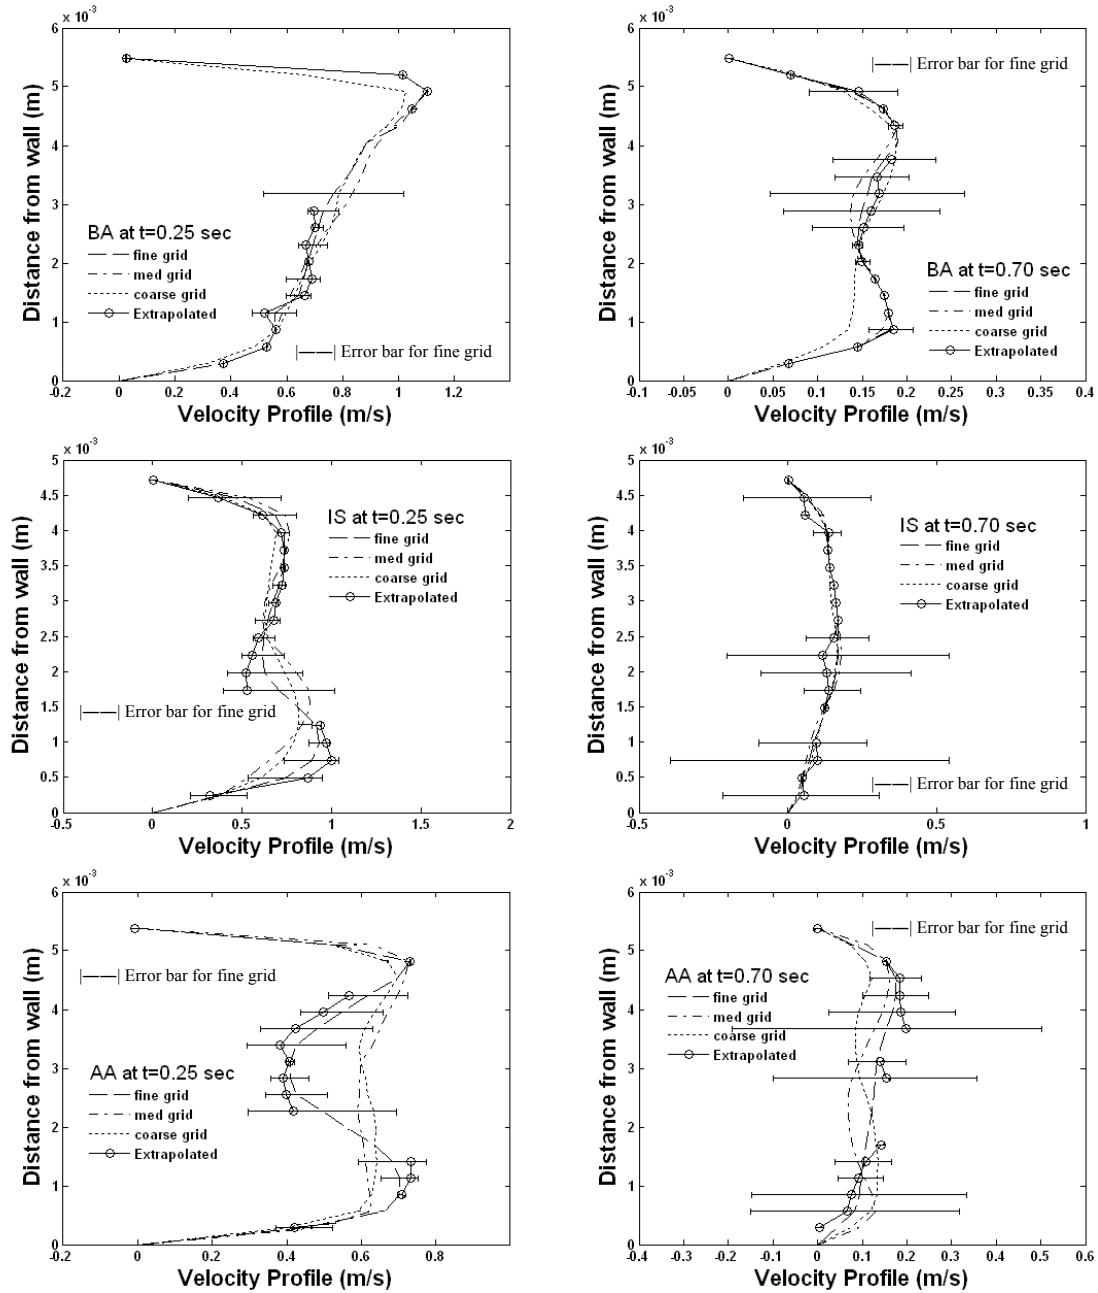 x 10⁻³
6
5
4
3
2
1
0
Distance from wall (m)
BA at t=0.25 sec
fine grid
med grid
coarse grid
Extrapolated
Error bar for fine grid
-0.2 0 0.2 0.4 0.6 0.8 1 1.2
Velocity Profile (m/s)
x 10⁻³
6
5
4
3
2
1
0
Distance from wall (m)
Error bar for fine grid
BA at t=0.70 sec
fine grid
med grid
coarse grid
Extrapolated
-0.1 -0.05 0 0.05 0.1 0.15 0.2 0.25 0.3 0.35 0.4
Velocity Profile (m/s)
x 10⁻³
5
4.5
4
3.5
3
2.5
2
1.5
1
0.5
0
Distance from wall (m)
IS at t=0.25 sec
fine grid
med grid
coarse grid
Extrapolated
Error bar for fine grid
-0.5 0 0.5 1 1.5 2
Velocity Profile (m/s)
x 10⁻³
5
4.5
4
3.5
3
2.5
2
1.5
1
0.5
0
Distance from wall (m)
IS at t=0.70 sec
fine grid
med grid
coarse grid
Extrapolated
Error bar for fine grid
-0.5 0 0.5 1
Velocity Profile (m/s)
x 10⁻³
6
5
4
3
2
1
0
Distance from wall (m)
Error bar for fine grid
AA at t=0.25 sec
fine grid
med grid
coarse grid
Extrapolated
-0.2 0 0.2 0.4 0.6 0.8
Velocity Profile (m/s)
x 10⁻³
6
5
4
3
2
1
0
Distance from wall (m)
Error bar for fine grid
AA at t=0.70 sec
fine grid
med grid
coarse grid
Extrapolated
-0.4 -0.3 -0.2 -0.1 0 0.1 0.2 0.3 0.4 0.5 0.6
Velocity Profile (m/s)